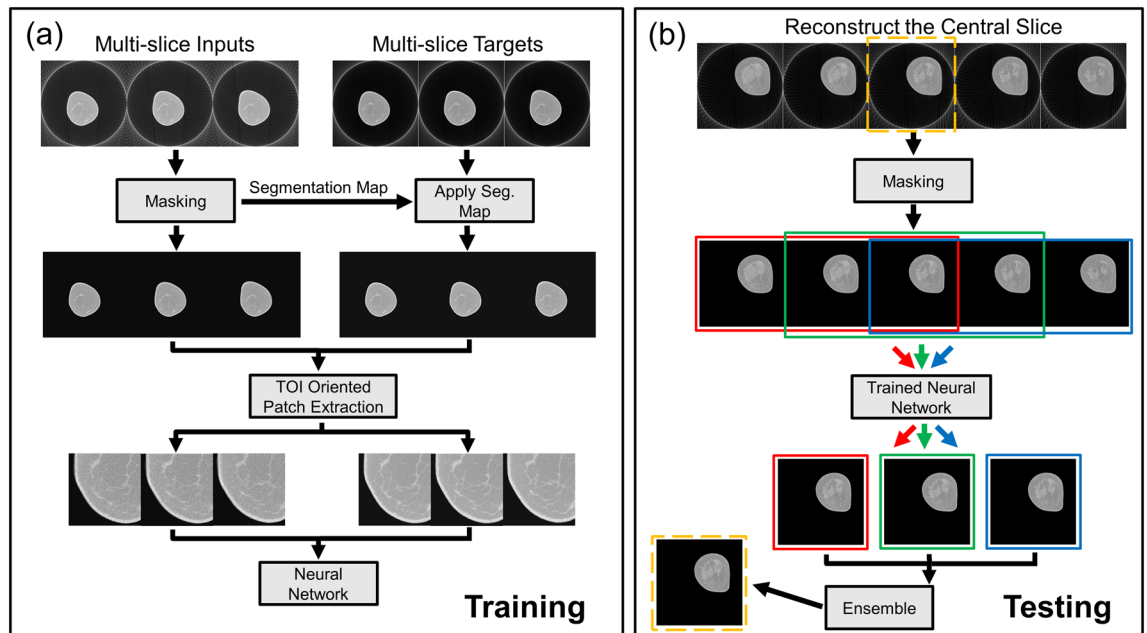 (a)
Multi-slice Inputs
Multi-slice Targets
Masking
Segmentation Map
Apply Seg.
Map
TOI Oriented
Patch Extraction
Neural
Network
Training
(b)
Reconstruct the Central Slice
Masking
Trained Neural
Network
Ensemble
Testing